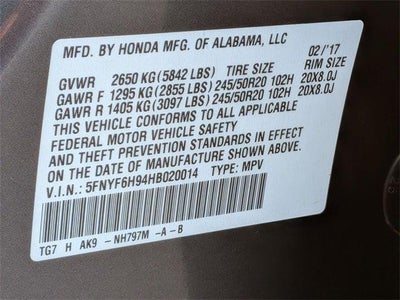 MFD. BY HONDA MFG. OF ALABAMA, LLC
02/'17
GVWR 2650 KG (5842 LBS) TIRE SIZE RIM SIZE
GAWR F 1295 KG (2855 LBS) 245/50R20 102H 20X8.0J
GAWR R 1405 KG (3097 LBS) 245/50R20 102H 20X8.0J
THIS VEHICLE CONFORMS TO ALL APPLICABLE
FEDERAL MOTOR VEHICLE SAFETY
STANDARDS IN EFFECT
ON THE DATE OF MANUFACTURE SHOWN ABOVE.
V.I.N.: 5FNYF6H94HB020014 TYPE: MPV
TG7 H AK9 -NH797M -A-B